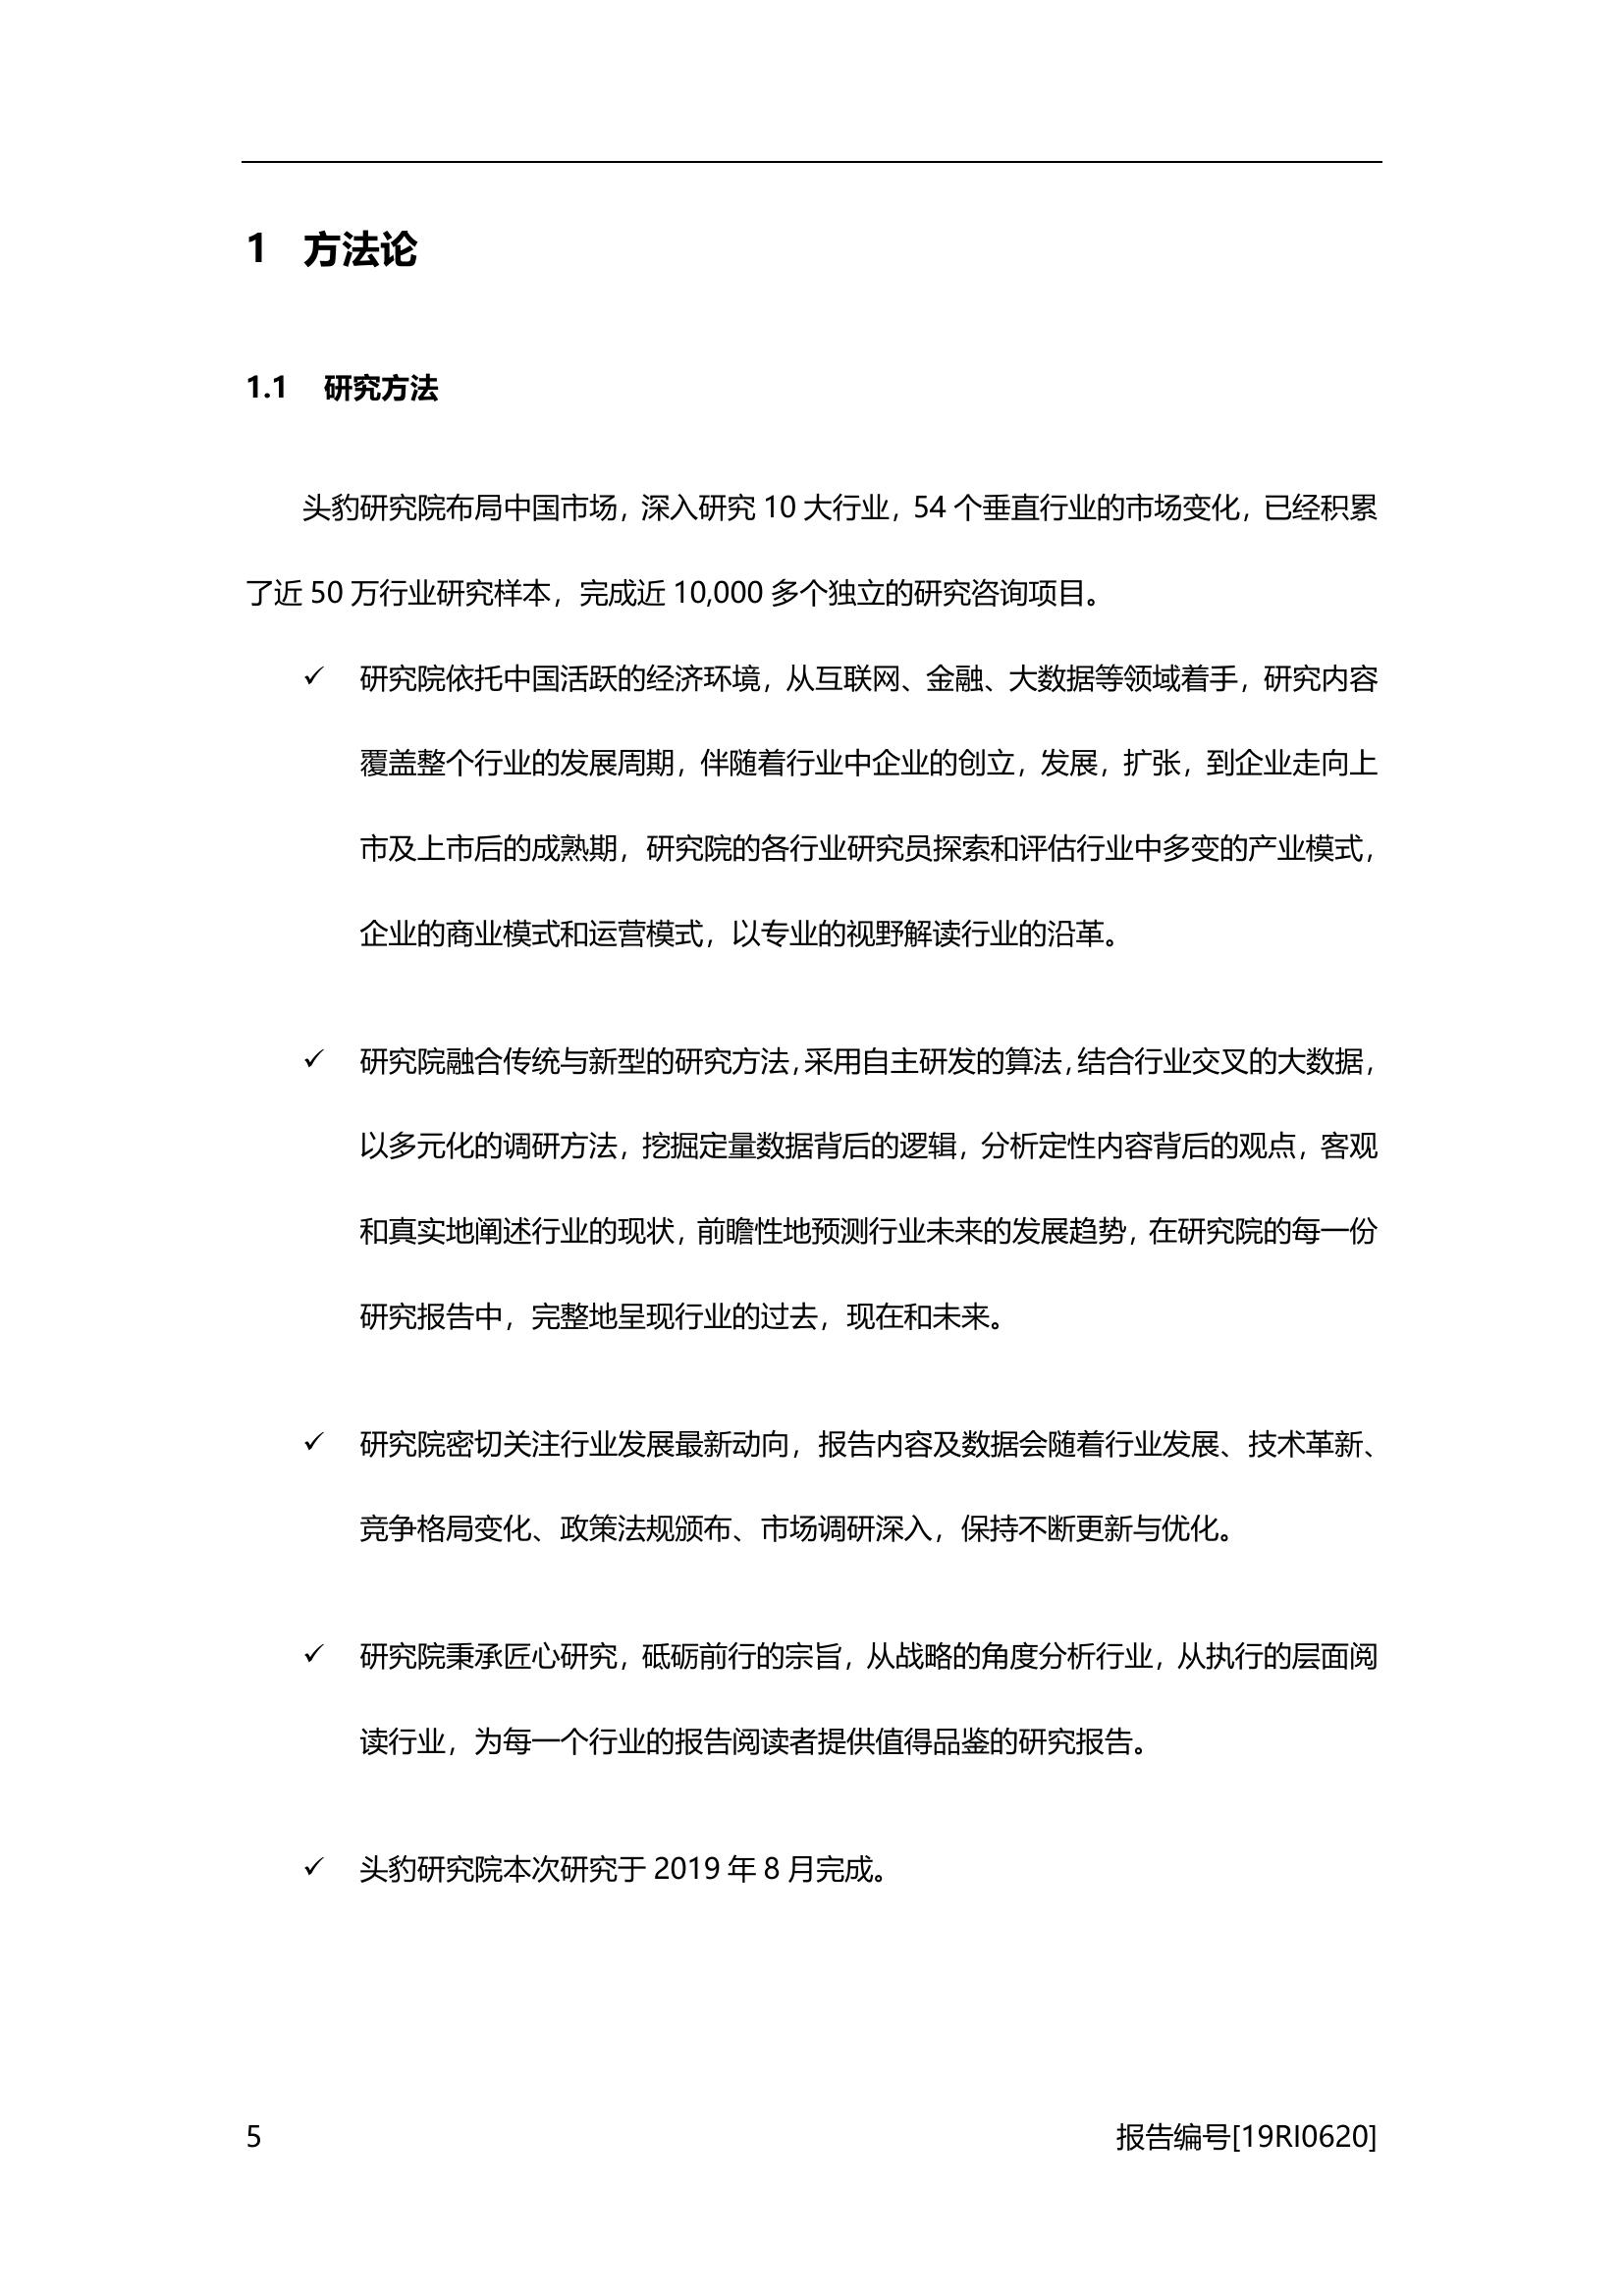 1 方法论
1.1 研究方法
头豹研究院布局中国市场，深入研究 10 大行业，54 个垂直行业的市场变化，已经积累
了近 50 万行业研究样本，完成近 10,000 多个独立的研究咨询项目。
✓ 研究院依托中国活跃的经济环境，从互联网、金融、大数据等领域着手，研究内容
覆盖整个行业的发展周期，伴随着行业中企业的创立，发展，扩张，到企业走向上
市及上市后的成熟期，研究院的各行业研究员探索和评估行业中多变的产业模式，
企业的商业模式和运营模式，以专业的视野解读行业的沿革。
✓ 研究院融合传统与新型的研究方法，采用自主研发的算法，结合行业交叉的大数据，
以多元化的调研方法，挖掘定量数据背后的逻辑，分析定性内容背后的观点，客观
和真实地阐述行业的现状，前瞻性地预测行业未来的发展趋势，在研究院的每一份
研究报告中，完整地呈现行业的过去，现在和未来。
✓ 研究院密切关注行业发展最新动向，报告内容及数据会随着行业发展、技术革新、
竞争格局变化、政策法规颁布、市场调研深入，保持不断更新与优化。
✓ 研究院秉承匠心研究，砥砺前行的宗旨，从战略的角度分析行业，从执行的层面阅
读行业，为每一个行业的报告阅读者提供值得品鉴的研究报告。
✓ 头豹研究院本次研究于 2019 年 8 月完成。
5 报告编号[19RI0620]